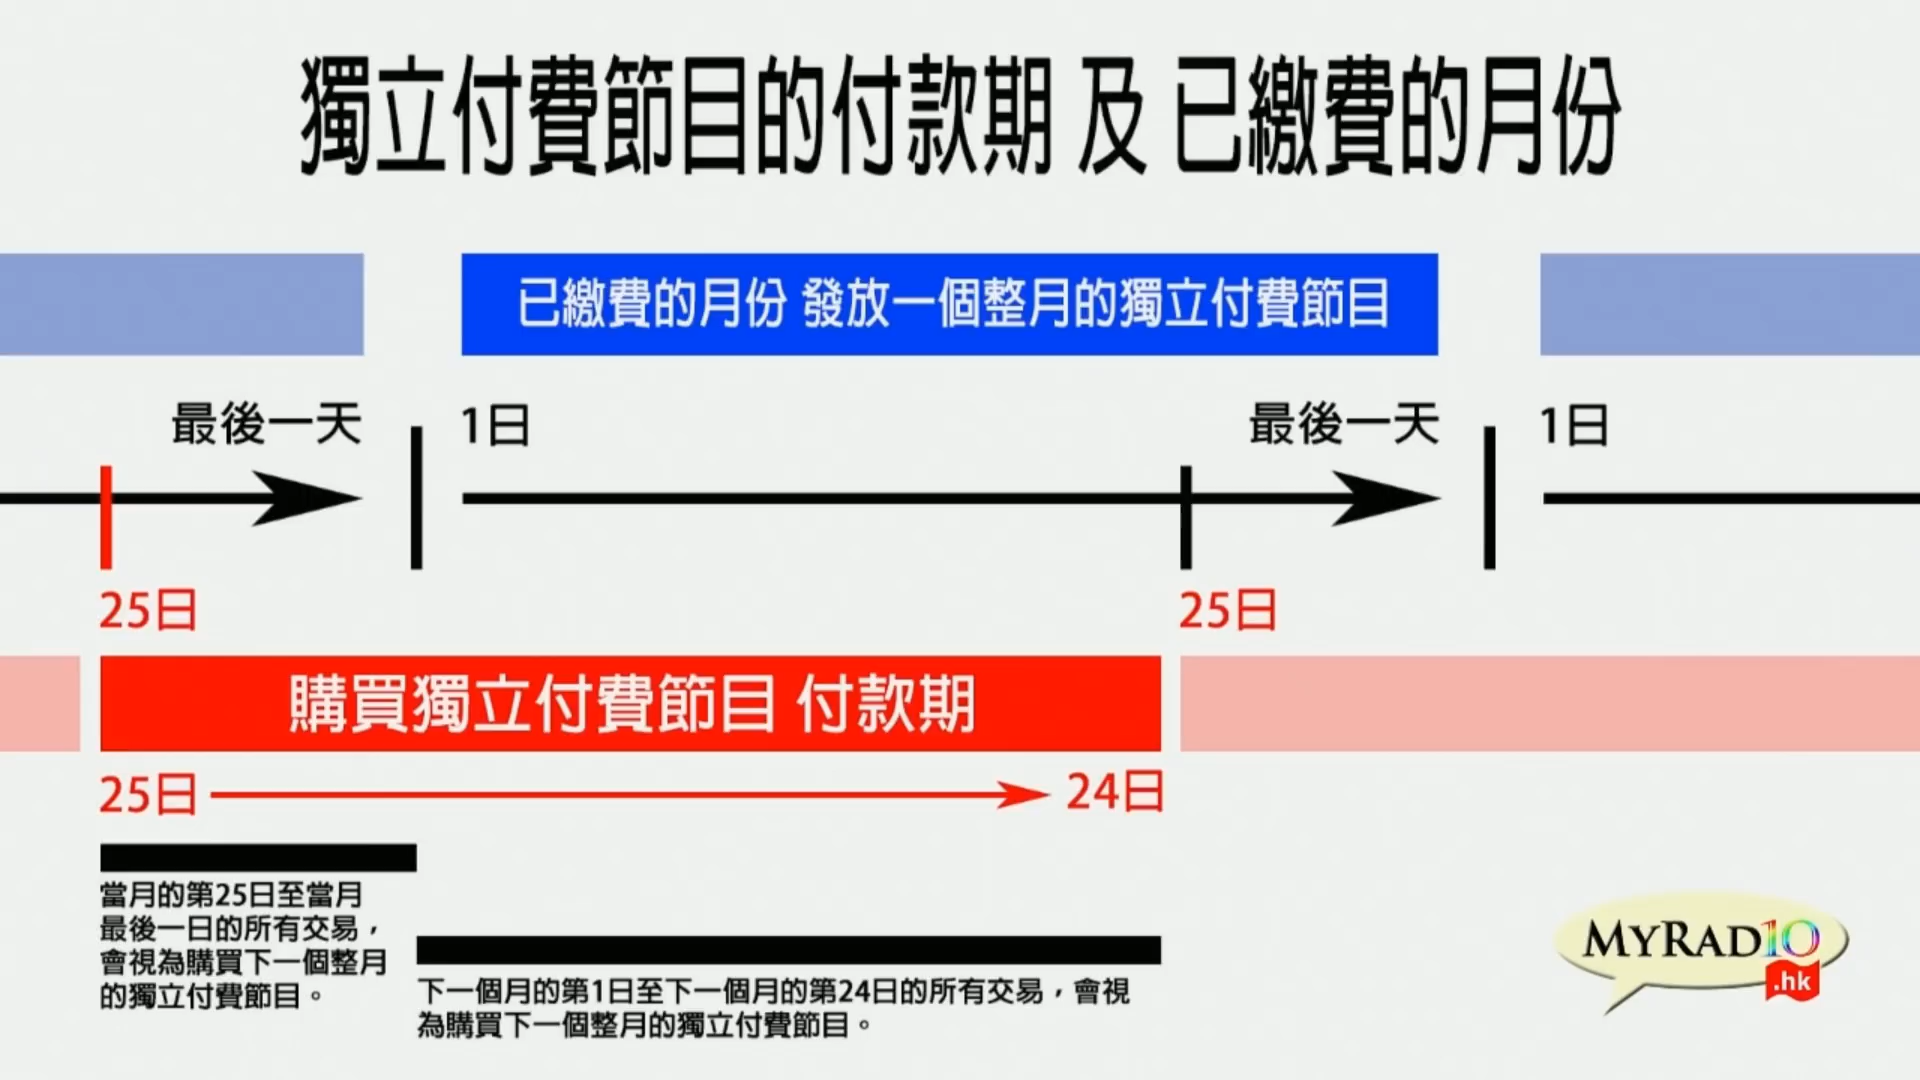 獨立付費節目的付款期 及 已繳費的月份
已繳費的月份 發放一個整月的獨立付費節目
最後一天
1日
最後一天
1日
25日
25日
購買獨立付費節目 付款期
25日
24日
當月的第25日至當月
最後一日的所有交易，
會視為購買下一個整月
的獨立付費節目。
下一個月的第1日至下一個月的第24日的所有交易，會視
為購買下一個整月的獨立付費節目。
MYRAD10
.hk